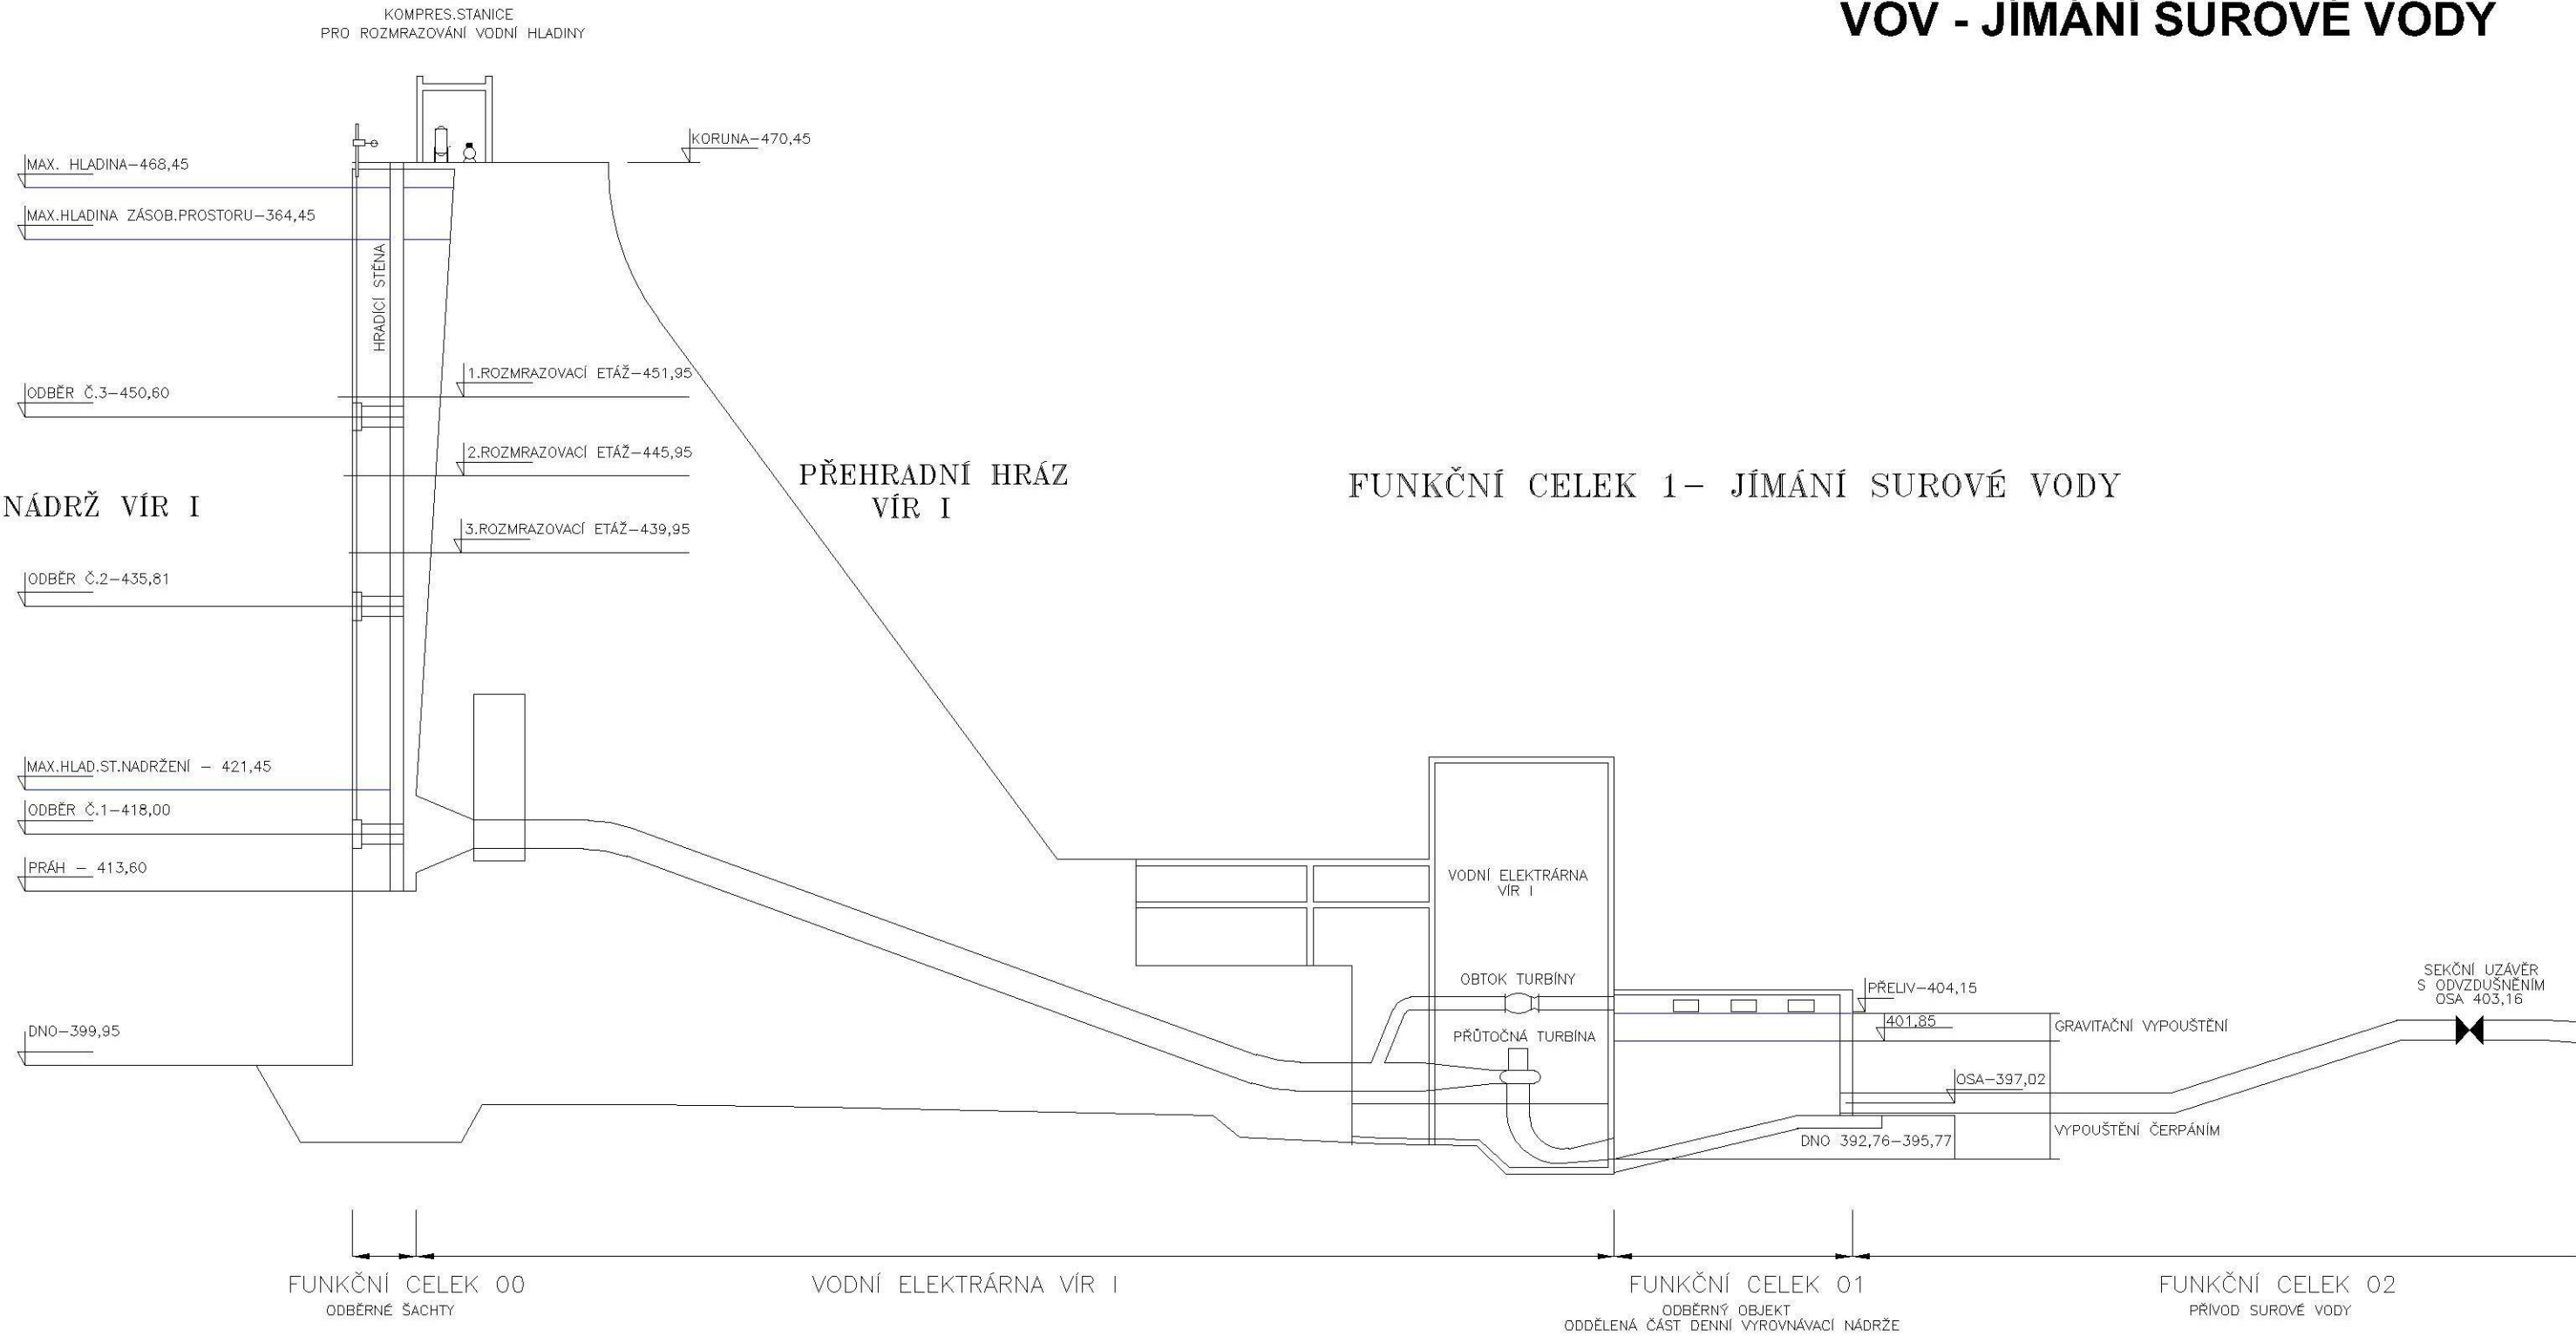 VOV - JÍMÁNÍ SUROVÉ VODY
KOMPRES.STANICE
PRO ROZMRAZOVÁNÍ VODNÍ HLADINY
KORUNA-470,45
MAX. HLADINA-468,45
MAX.HLADINA ZÁSOB.PROSTORU-364,45
HRADÍCÍ STĚNA
1.ROZMRAZOVACÍ ETÁŽ-451,95
ODBĚR Č.3-450,60
2.ROZMRAZOVACÍ ETÁŽ-445,95
PŘEHRADNÍ HRÁZ
VÍR I
FUNKČNÍ CELEK 1- JÍMÁNÍ SUROVÉ VODY
NÁDRŽ VÍR I
3.ROZMRAZOVACÍ ETÁŽ-439,95
ODBĚR Č.2-435,81
MAX.HLAD.ST.NADRŽENÍ - 421,45
ODBĚR Č.1-418,00
PRÁH - 413,60
VODNÍ ELEKTRÁRNA
VÍR I
OBTOK TURBÍNY
PŘELIV-404,15
SEKČNÍ UZÁVĚR
S ODVZDUŠNĚNÍM
OSA 403,16
DNO-399,95
401,85
GRAVITAČNÍ VYPOUŠTĚNÍ
PŘŮTOČNÁ TURBÍNA
OSA-397,02
VYPOUŠTĚNÍ ČERPÁNÍM
DNO 392,76-395,77
FUNKČNÍ CELEK 00
ODBĚRNÉ ŠACHTY
VODNÍ ELEKTRÁRNA VÍR I
FUNKČNÍ CELEK 01
ODBĚRNÝ OBJEKT
ODDĚLENÁ ČÁST DENNÍ VYROVNÁVACÍ NÁDRŽE
FUNKČNÍ CELEK 02
PŘÍVOD SUROVÉ VODY